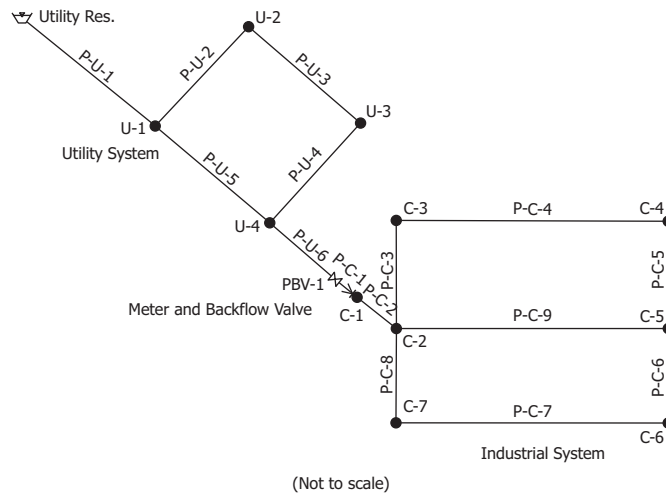 Utility Res.
U-2
P-U-1
P-U-2
P-U-3
U-1
U-3
Utility System
P-U-5
P-U-4
U-4
C-3
P-C-4
C-4
P-U-6
P-C-1
P-C-3
P-C-5
PBV-1
P-C-2
Meter and Backflow Valve
C-1
P-C-9
C-5
C-2
P-C-8
P-C-6
C-7
P-C-7
C-6
Industrial System
(Not to scale)